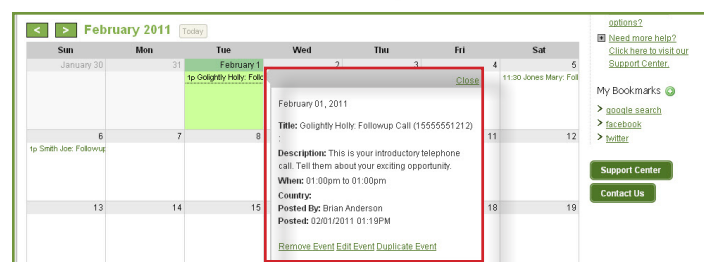 < > February 2011 Today
Sun Mon Tue Wed Thu Fri Sat
January 30 31 February 1 2 3 4 5
1p Golightly Holly: Follo
11:30 Jones Mary: Foll
Close
February 01, 2011
Title: Golightly Holly: Followup Call (15555551212)
:
Description: This is your introductory telephone
call. Tell them about your exciting opportunity.
When: 01:00pm to 01:00pm
Country:
Posted By: Brian Anderson
Posted: 02/01/2011 01:19PM
Remove Event Edit Event Duplicate Event
6 7 8 11 12
1p Smith Joe: Followup
13 14 15 18 19
options?
Need more help?
Click here to visit our
Support Center.
My Bookmarks
> google search
> facebook
> twitter
Support Center
Contact Us